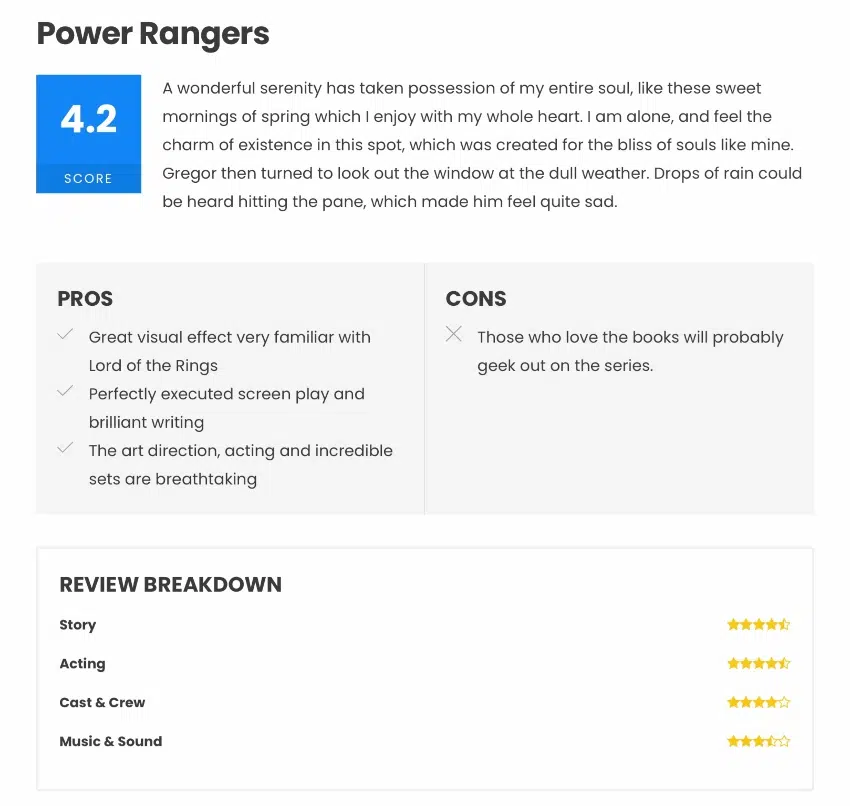 Power Rangers
4.2
SCORE
A wonderful serenity has taken possession of my entire soul, like these sweet
mornings of spring which I enjoy with my whole heart. I am alone, and feel the
charm of existence in this spot, which was created for the bliss of souls like mine.
Gregor then turned to look out the window at the dull weather. Drops of rain could
be heard hitting the pane, which made him feel quite sad.
PROS
Great visual effect very familiar with
Lord of the Rings
Perfectly executed screen play and
brilliant writing
The art direction, acting and incredible
sets are breathtaking
CONS
Those who love the books will probably
geek out on the series.
REVIEW BREAKDOWN
Story
Acting
Cast & Crew
Music & Sound